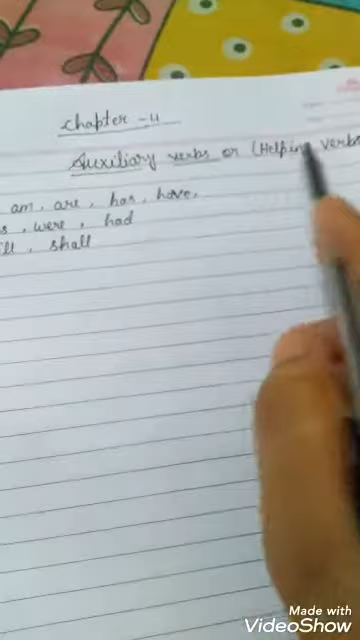 Chapter -4
Auxiliary verbs or (Helping verbs
am, are, has, have,
were, had
shall
Made with
VideoShow